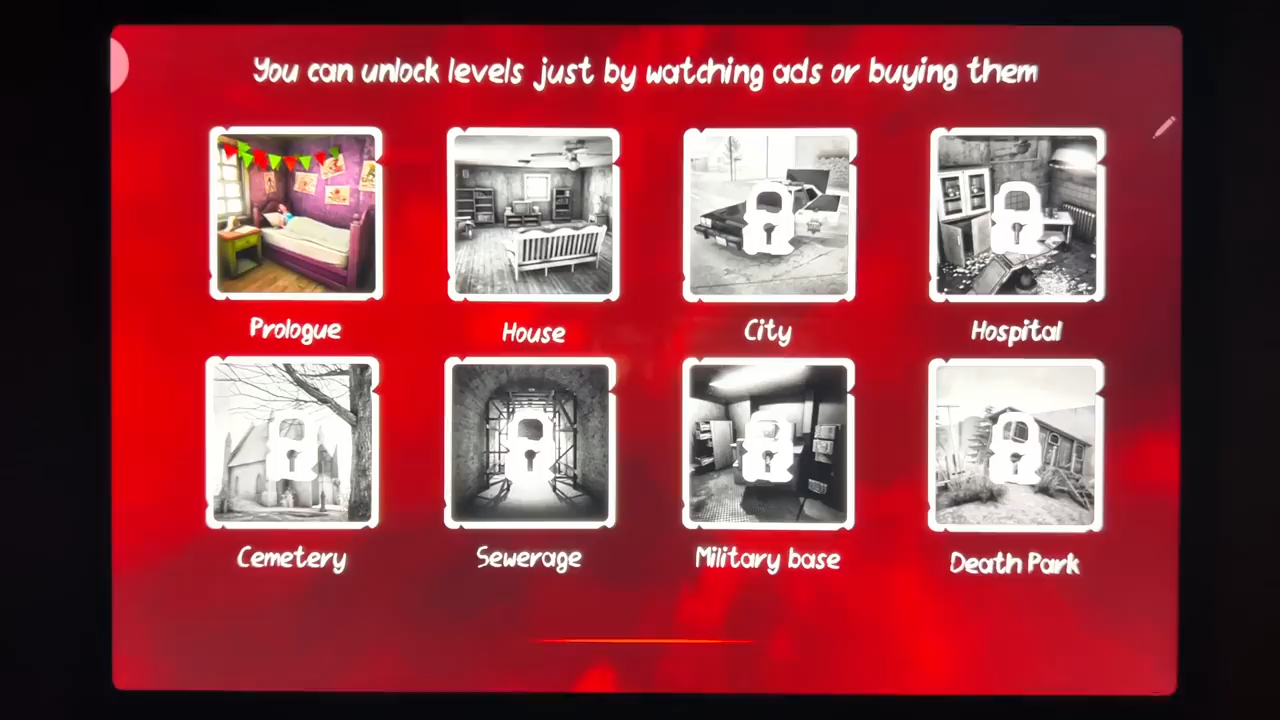 You can unlock levels just by watching ads or buying them
Prologue
House
City
Hospital
Cemetery
Sewerage
Military base
Death Park